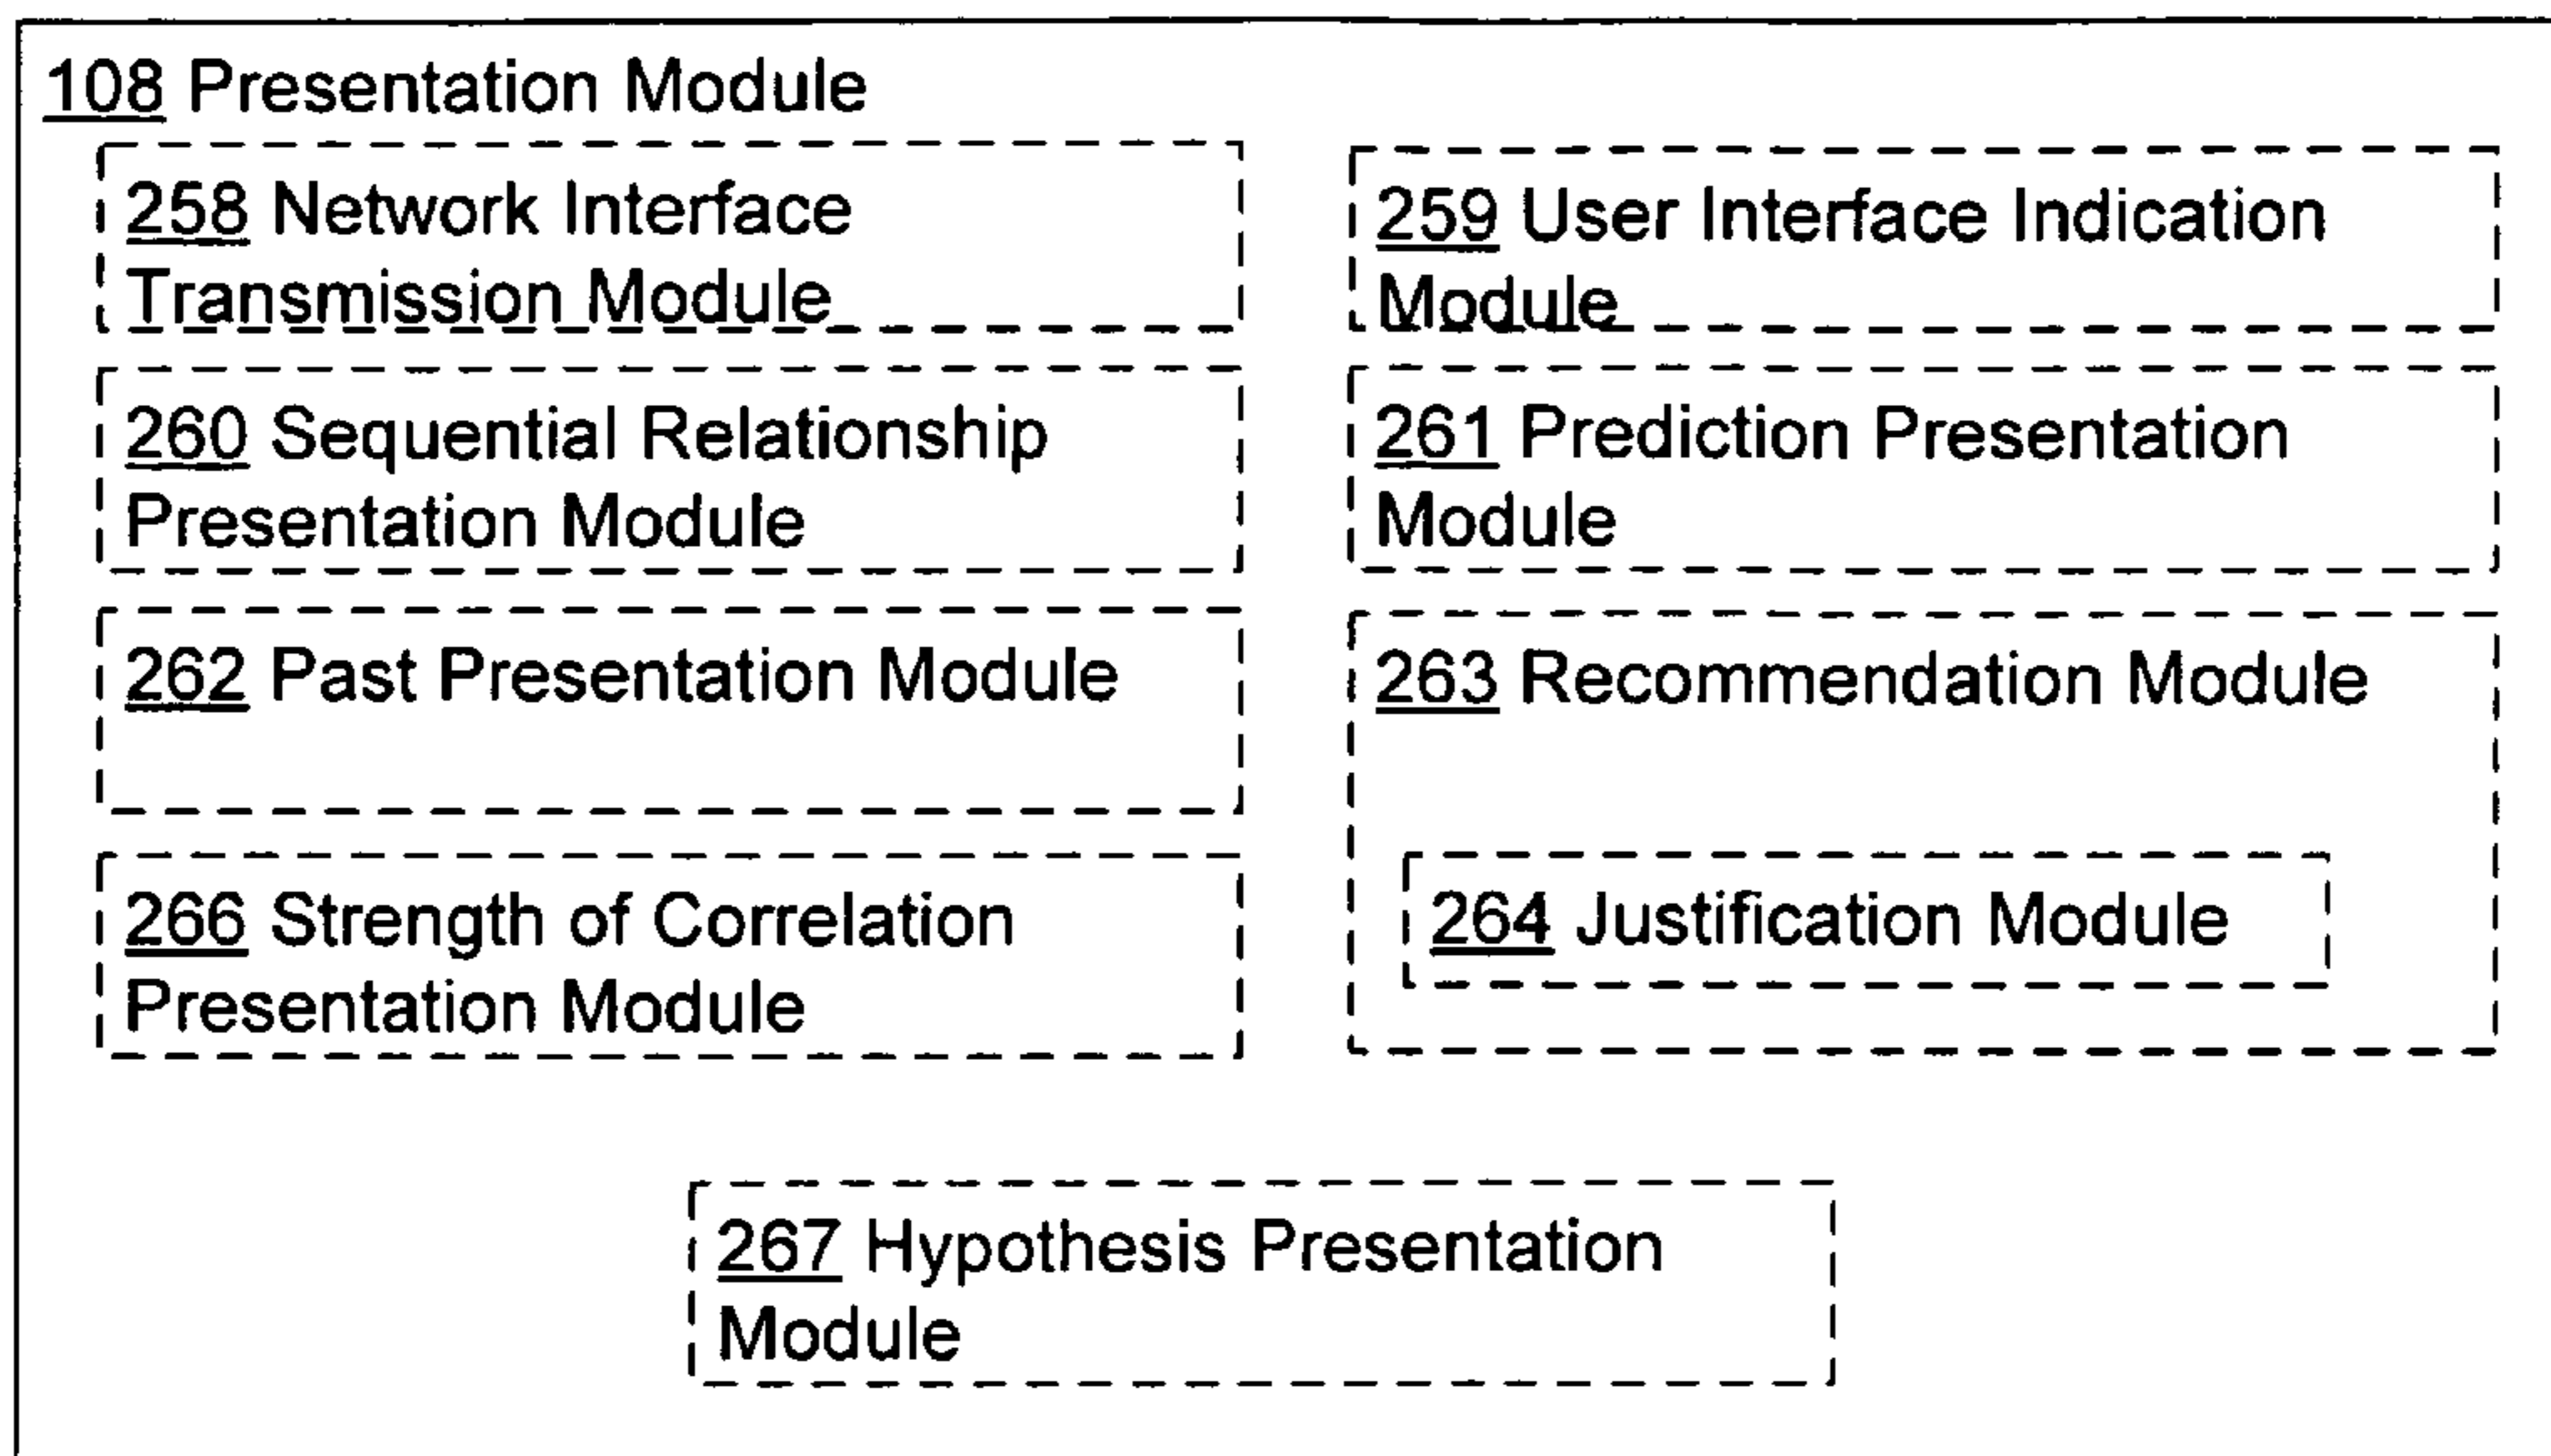 108 Presentation Module
258 Network Interface
Transmission Module
259 User Interface Indication
Module
260 Sequential Relationship
Presentation Module
261 Prediction Presentation
Module
262 Past Presentation Module
263 Recommendation Module
266 Strength of Correlation
Presentation Module
264 Justification Module
267 Hypothesis Presentation
Module